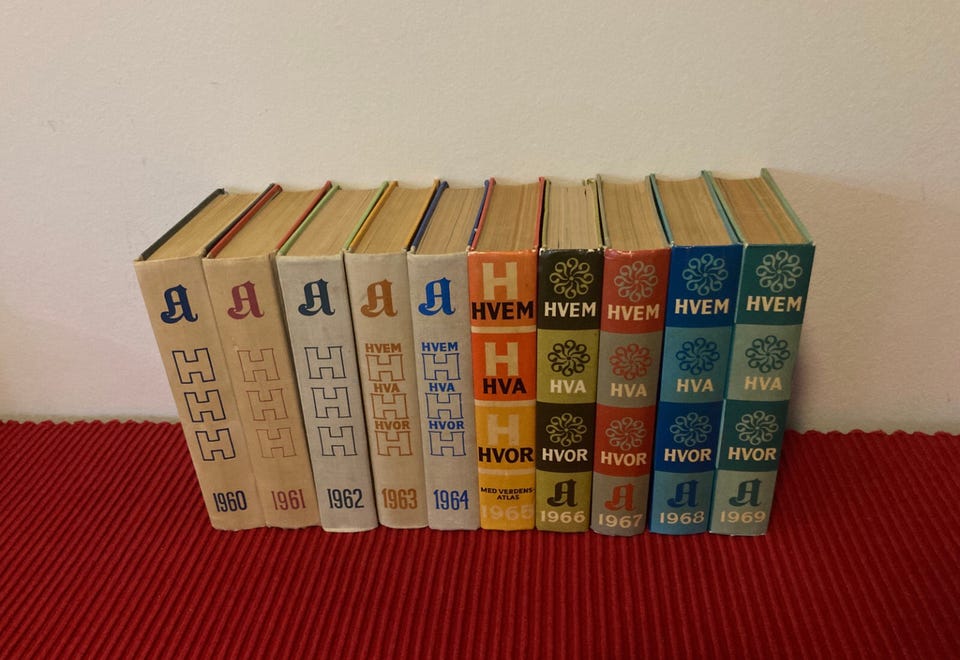 A
H
H
H
1960
A
H
H
H
1961
A
H
H
H
1962
A
HVEM
H
HVA
H
HVOR
H
1963
A
HVEM
H
HVA
H
HVOR
H
1964
H
HVEM
H
HVA
H
HVOR
MED VERDENS-
ATLAS
1965
HVEM
HVA
HVOR
A
1966
HVEM
HVA
HVOR
A
1967
HVEM
HVA
HVOR
A
1968
HVEM
HVA
HVOR
A
1969